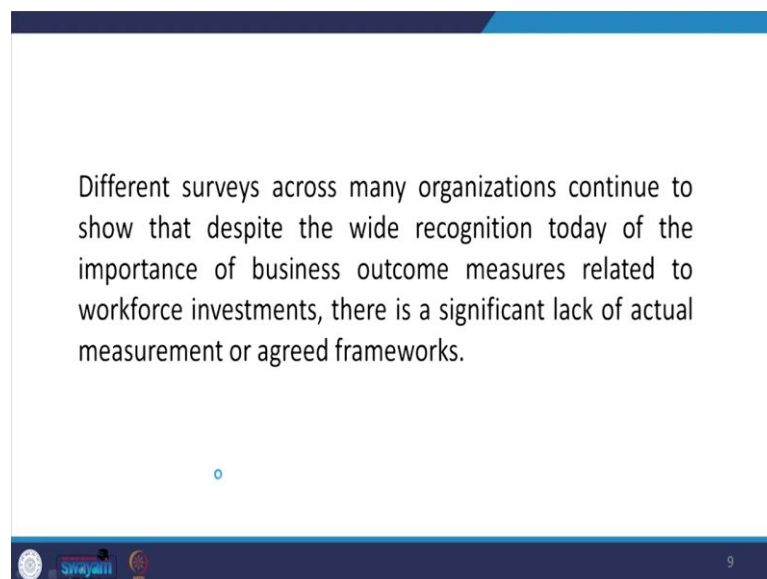 Different surveys across many organizations continue to
show that despite the wide recognition today of the
importance of business outcome measures related to
workforce investments, there is a significant lack of actual
measurement or agreed frameworks.
swayam
9